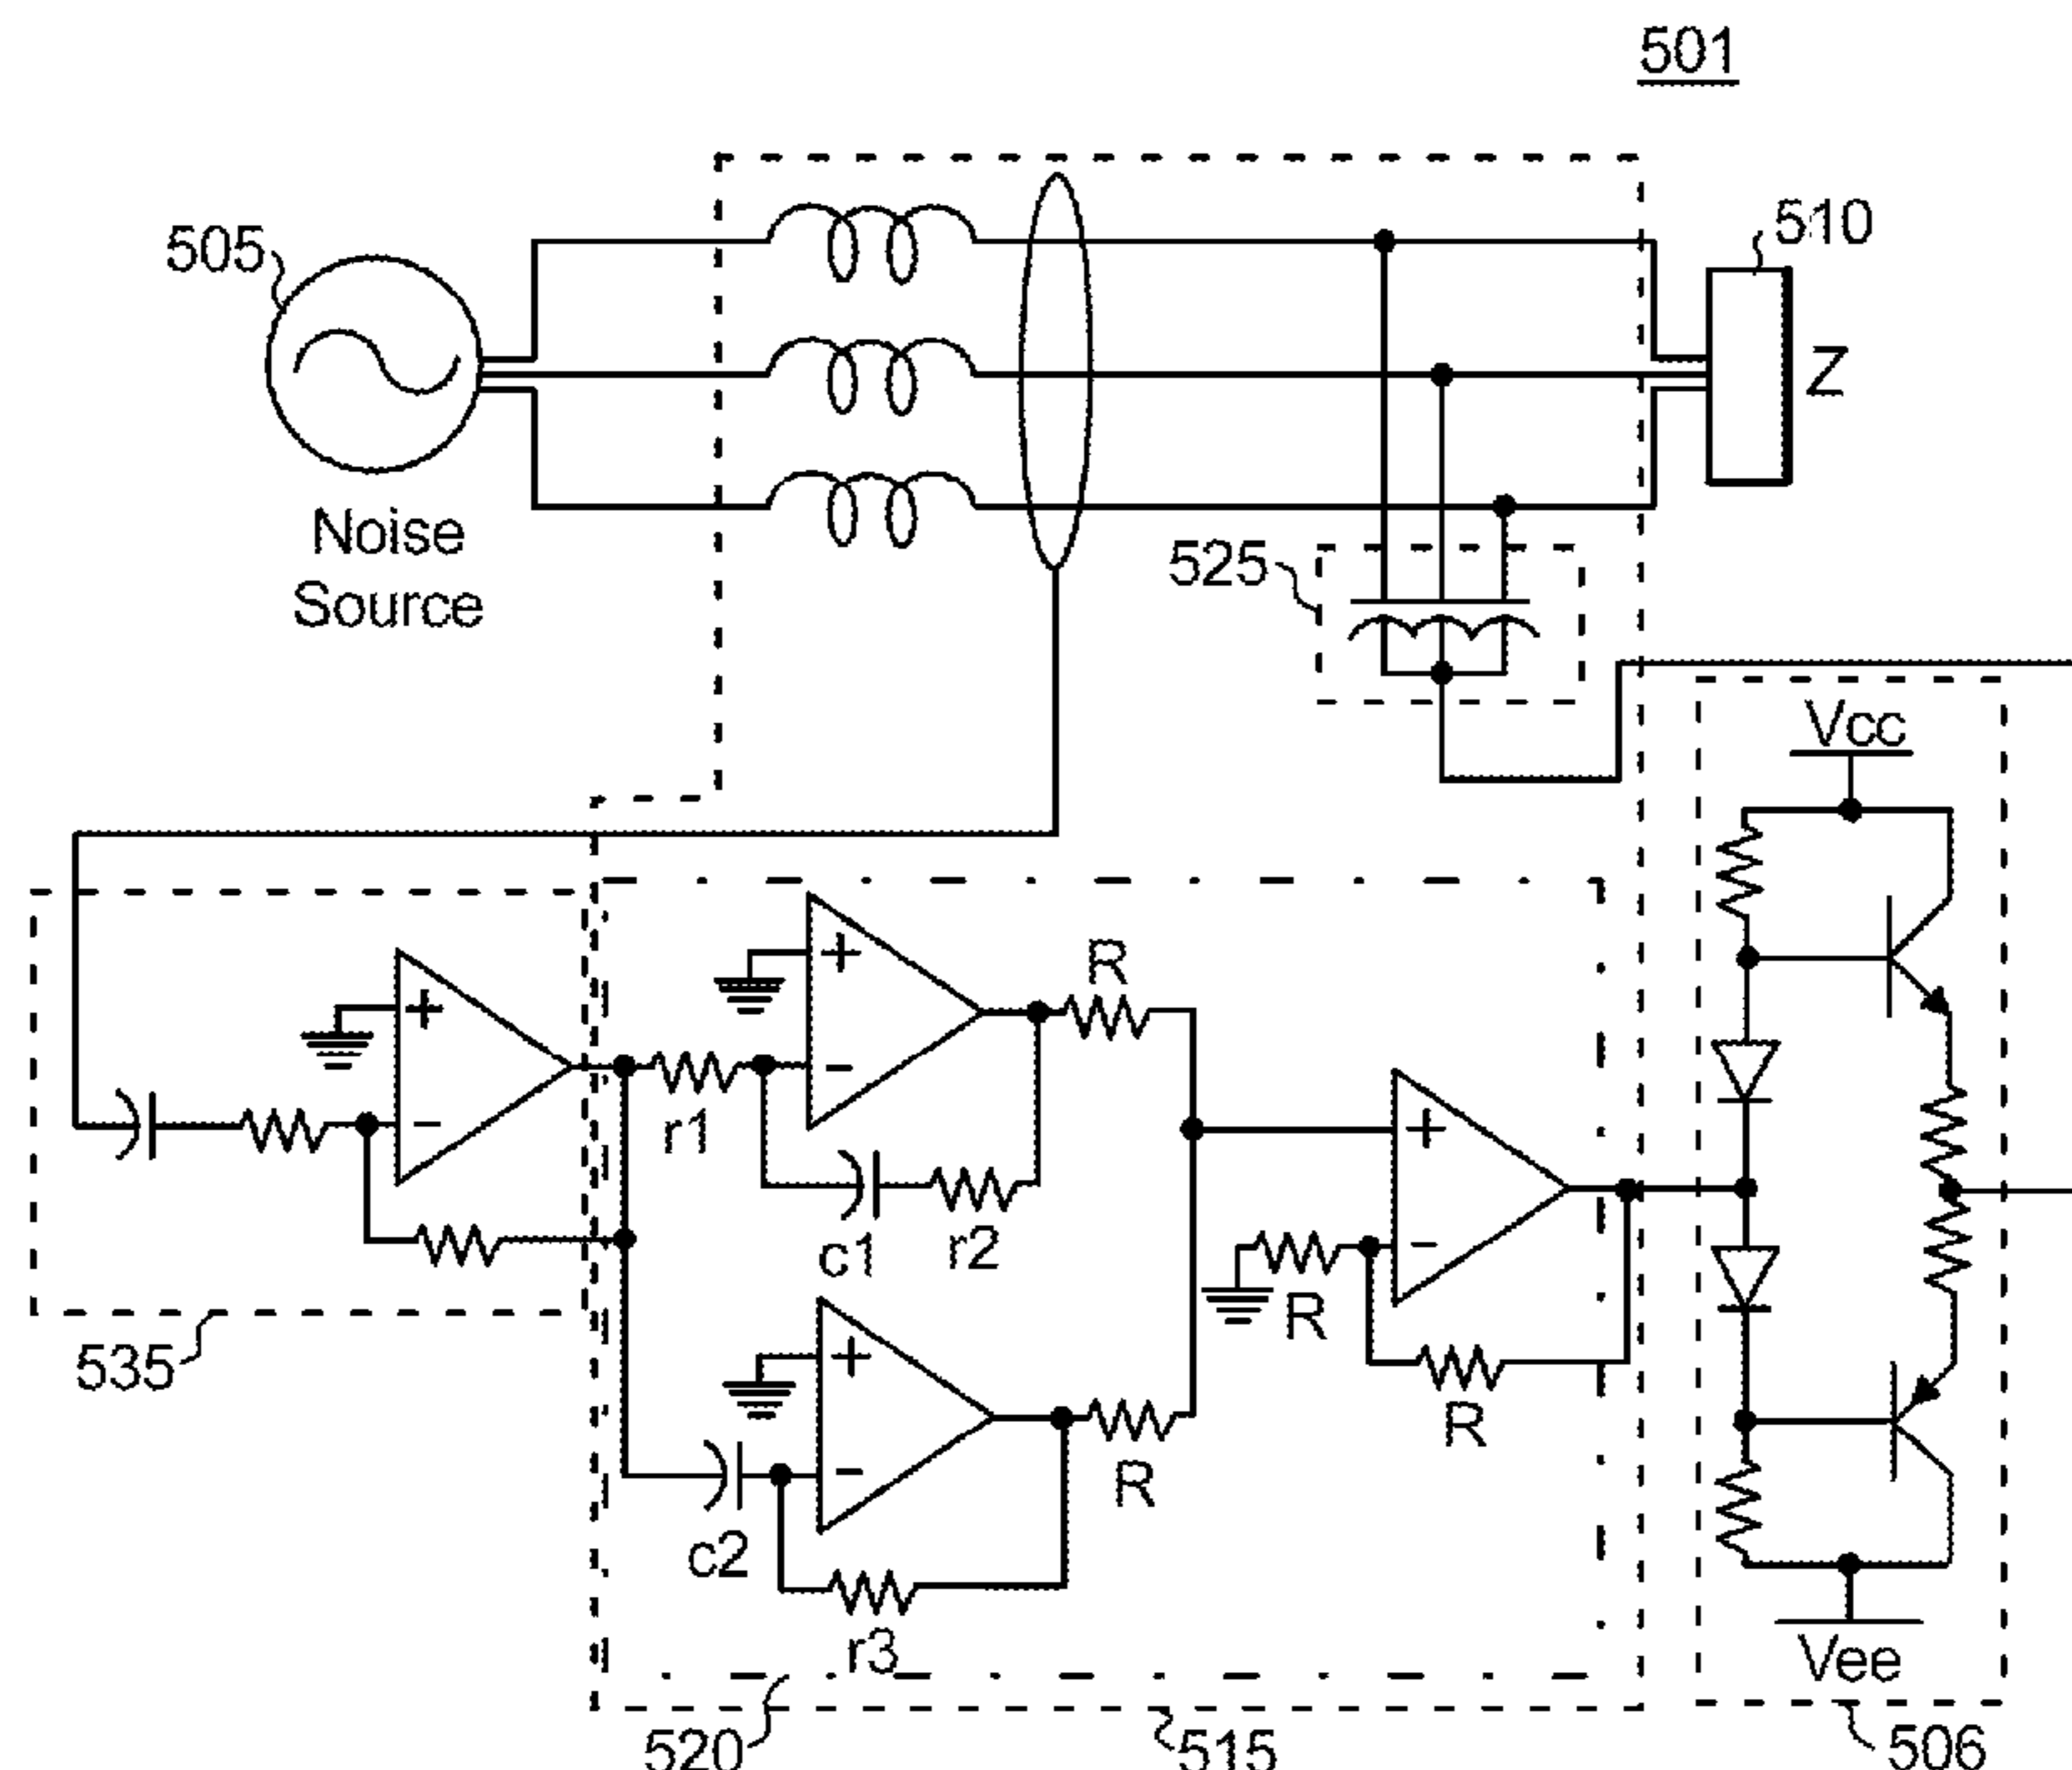 501
505
510
Z
Noise
Source
525
Vcc
+
R
+
-
r1
-
+
c1
r2
-
R
535
+
R
-
R
c2
r3
Vee
520
515
506